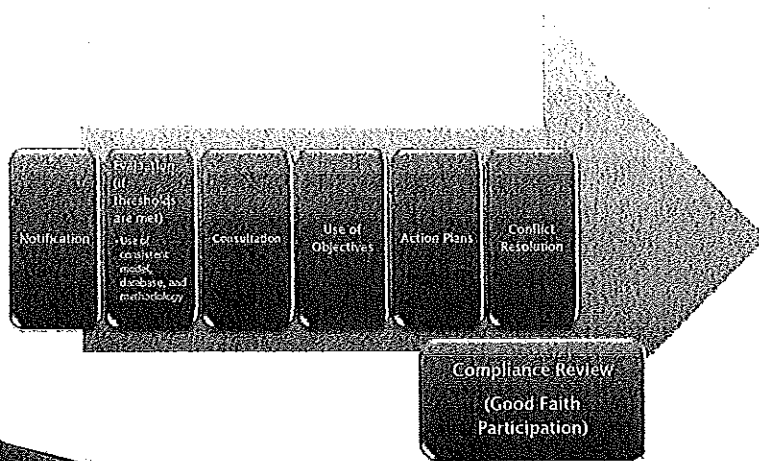 Notification
Evaluation
(if
thresholds
are met)
• Use of
consistent
model,
database, and
methodology
Consultation
Use of
Objectives
Action Plans
Conflict
Resolution
Compliance Review
(Good Faith
Participation)